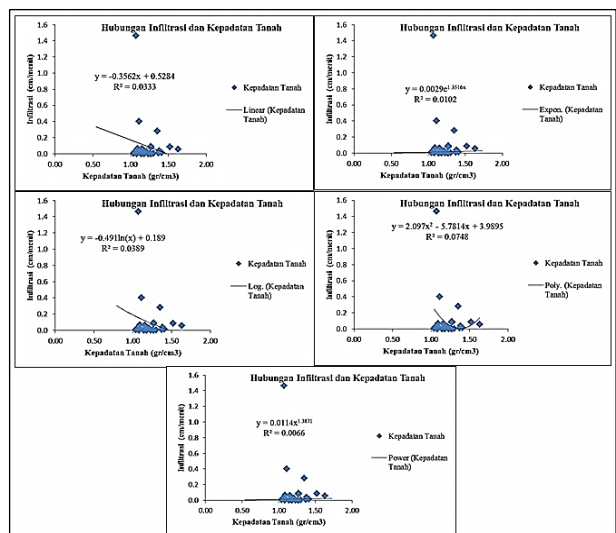 Hubungan Infiltrasi dan Kepadatan Tanah
Infiltrasi (cm/menit)
1.6
1.4
1.2
1.0
0.8
0.6
0.4
0.2
0.0
y = -0.3562x + 0.5284
R² = 0.0333
Kepadatan Tanah
Linear (Kepadatan
Tanah)
0.00 0.50 1.00 1.50 2.00
Kepadatan Tanah (gr/cm3)
Hubungan Infiltrasi dan Kepadatan Tanah
Infiltrasi (cm/menit)
1.6
1.4
1.2
1.0
0.8
0.6
0.4
0.2
0.0
R² = 0.0102
Kepadatan Tanah
Expon. (Kepadatan
Tanah)
0.00 0.50 1.00 1.50 2.00
Kepadatan Tanah (gr/cm3)
Hubungan Infiltrasi dan Kepadatan Tanah
Infiltrasi (cm/menit)
1.6
1.4
1.2
1.0
0.8
0.6
0.4
0.2
0.0
y = -0.491ln(x) + 0.189
R² = 0.0389
Kepadatan Tanah
Log. (Kepadatan
Tanah)
0.00 0.50 1.00 1.50 2.00
Kepadatan Tanah (gr/cm3)
Hubungan Infiltrasi dan Kepadatan Tanah
Infiltrasi (cm/menit)
1.6
1.4
1.2
1.0
0.8
0.6
0.4
0.2
0.0
y = 2.097x² - 5.7814x + 3.9895
R² = 0.0748
Kepadatan Tanah
Poly. (Kepadatan
Tanah)
0.00 0.50 1.00 1.50 2.00
Kepadatan Tanah (gr/cm3)
Hubungan Infiltrasi dan Kepadatan Tanah
Infiltrasi (cm/menit)
1.6
1.4
1.2
1.0
0.8
0.6
0.4
0.2
0.0
R² = 0.0066
Kepadatan Tanah
Power (Kepadatan
Tanah)
0.00 0.50 1.00 1.50 2.00
Kepadatan Tanah (gr/cm3)